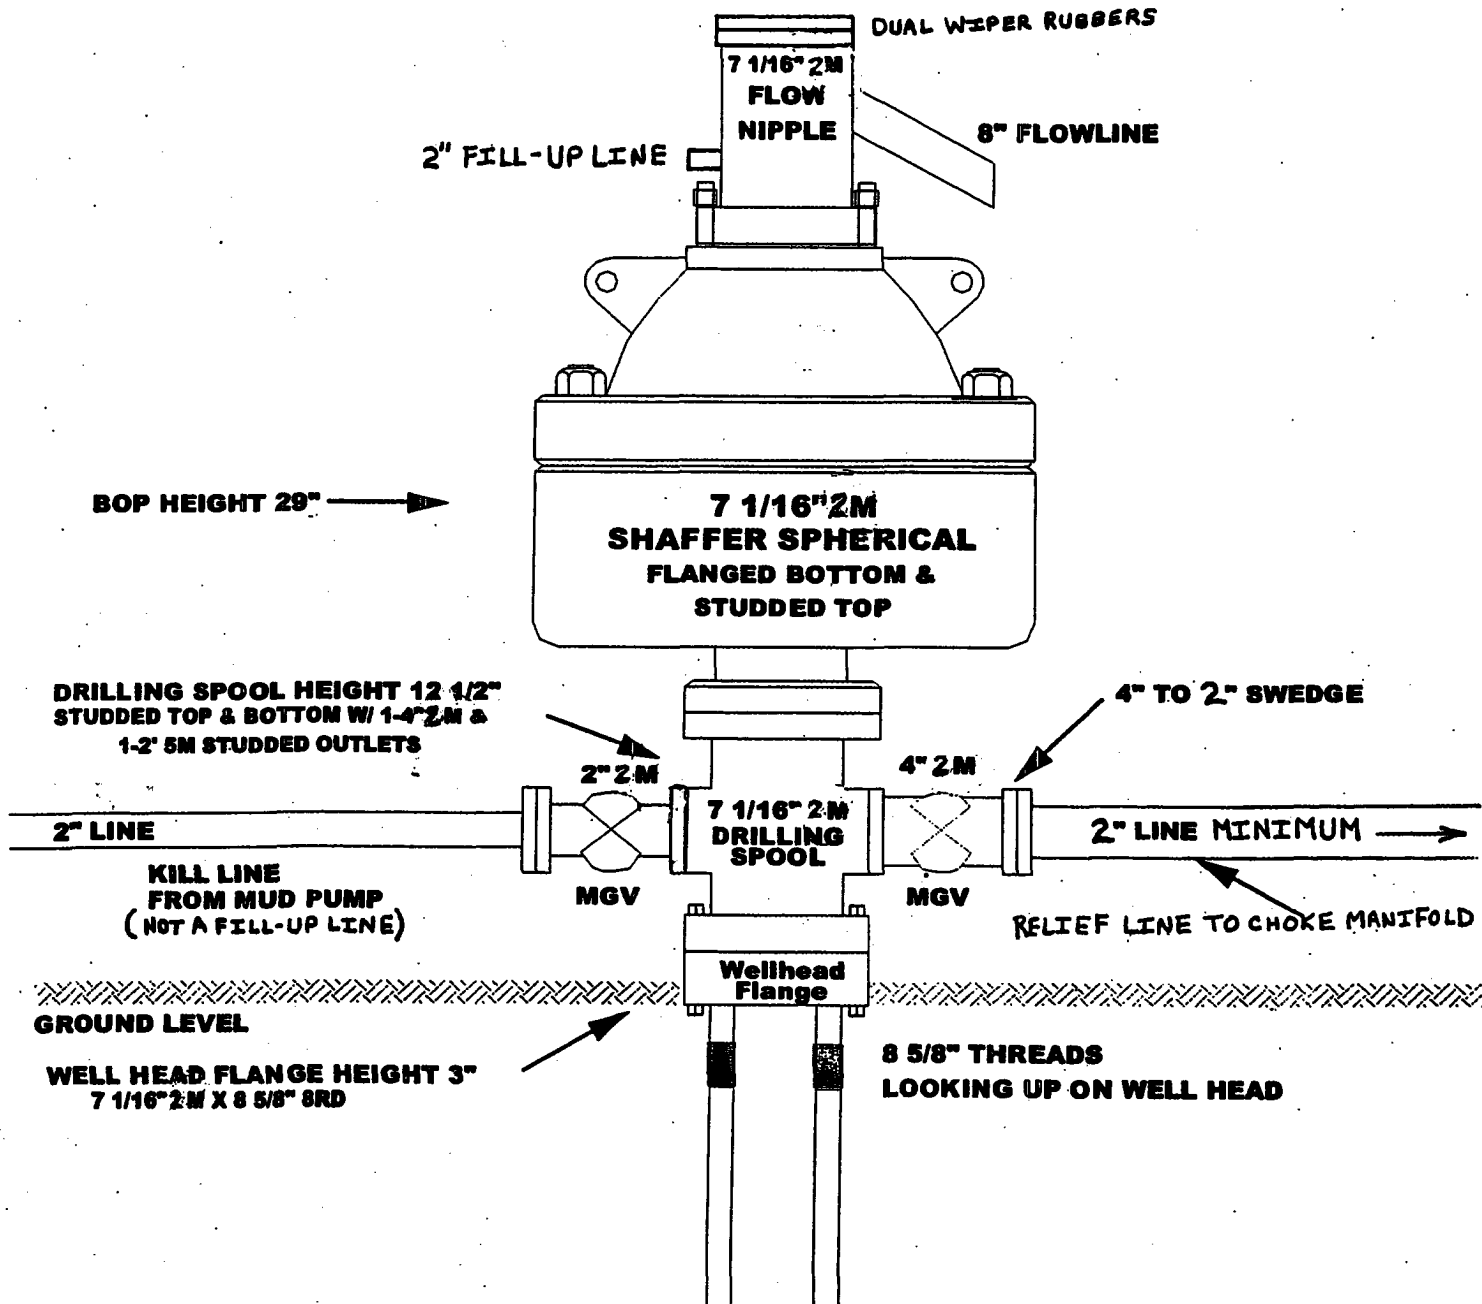 DUAL WIPER RUBBERS
7 1/16" 2M
FLOW
NIPPLE
8" FLOWLINE
2" FILL-UP LINE
BOP HEIGHT 29"
7 1/16" 2M
SHAFFER SPHERICAL
FLANGED BOTTOM &
STUDDED TOP
DRILLING SPOOL HEIGHT 12 1/2"
STUDDED TOP & BOTTOM W/ 1-4" 2M &
1-2' 5M STUDDED OUTLETS
4" TO 2" SWEDGE
2" 2M
4" 2M
2" LINE
7 1/16" 2M
DRILLING
SPOOL
2" LINE MINIMUM
KILL LINE
FROM MUD PUMP
(NOT A FILL-UP LINE)
MGV
MGV
RELIEF LINE TO CHOKE MANIFOLD
Wellhead
Flange
GROUND LEVEL
WELL HEAD FLANGE HEIGHT 3"
7 1/16" 2M X 8 5/8" 8RD
8 5/8" THREADS
LOOKING UP ON WELL HEAD